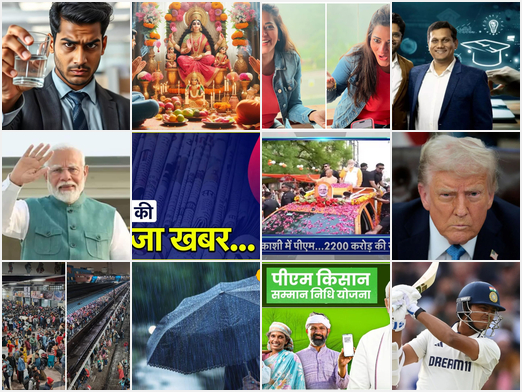 की
जा खबर...
काशी में पीएम...2200 करोड़ की
पीएम किसान
सम्मान निधि योजना
DREAM11